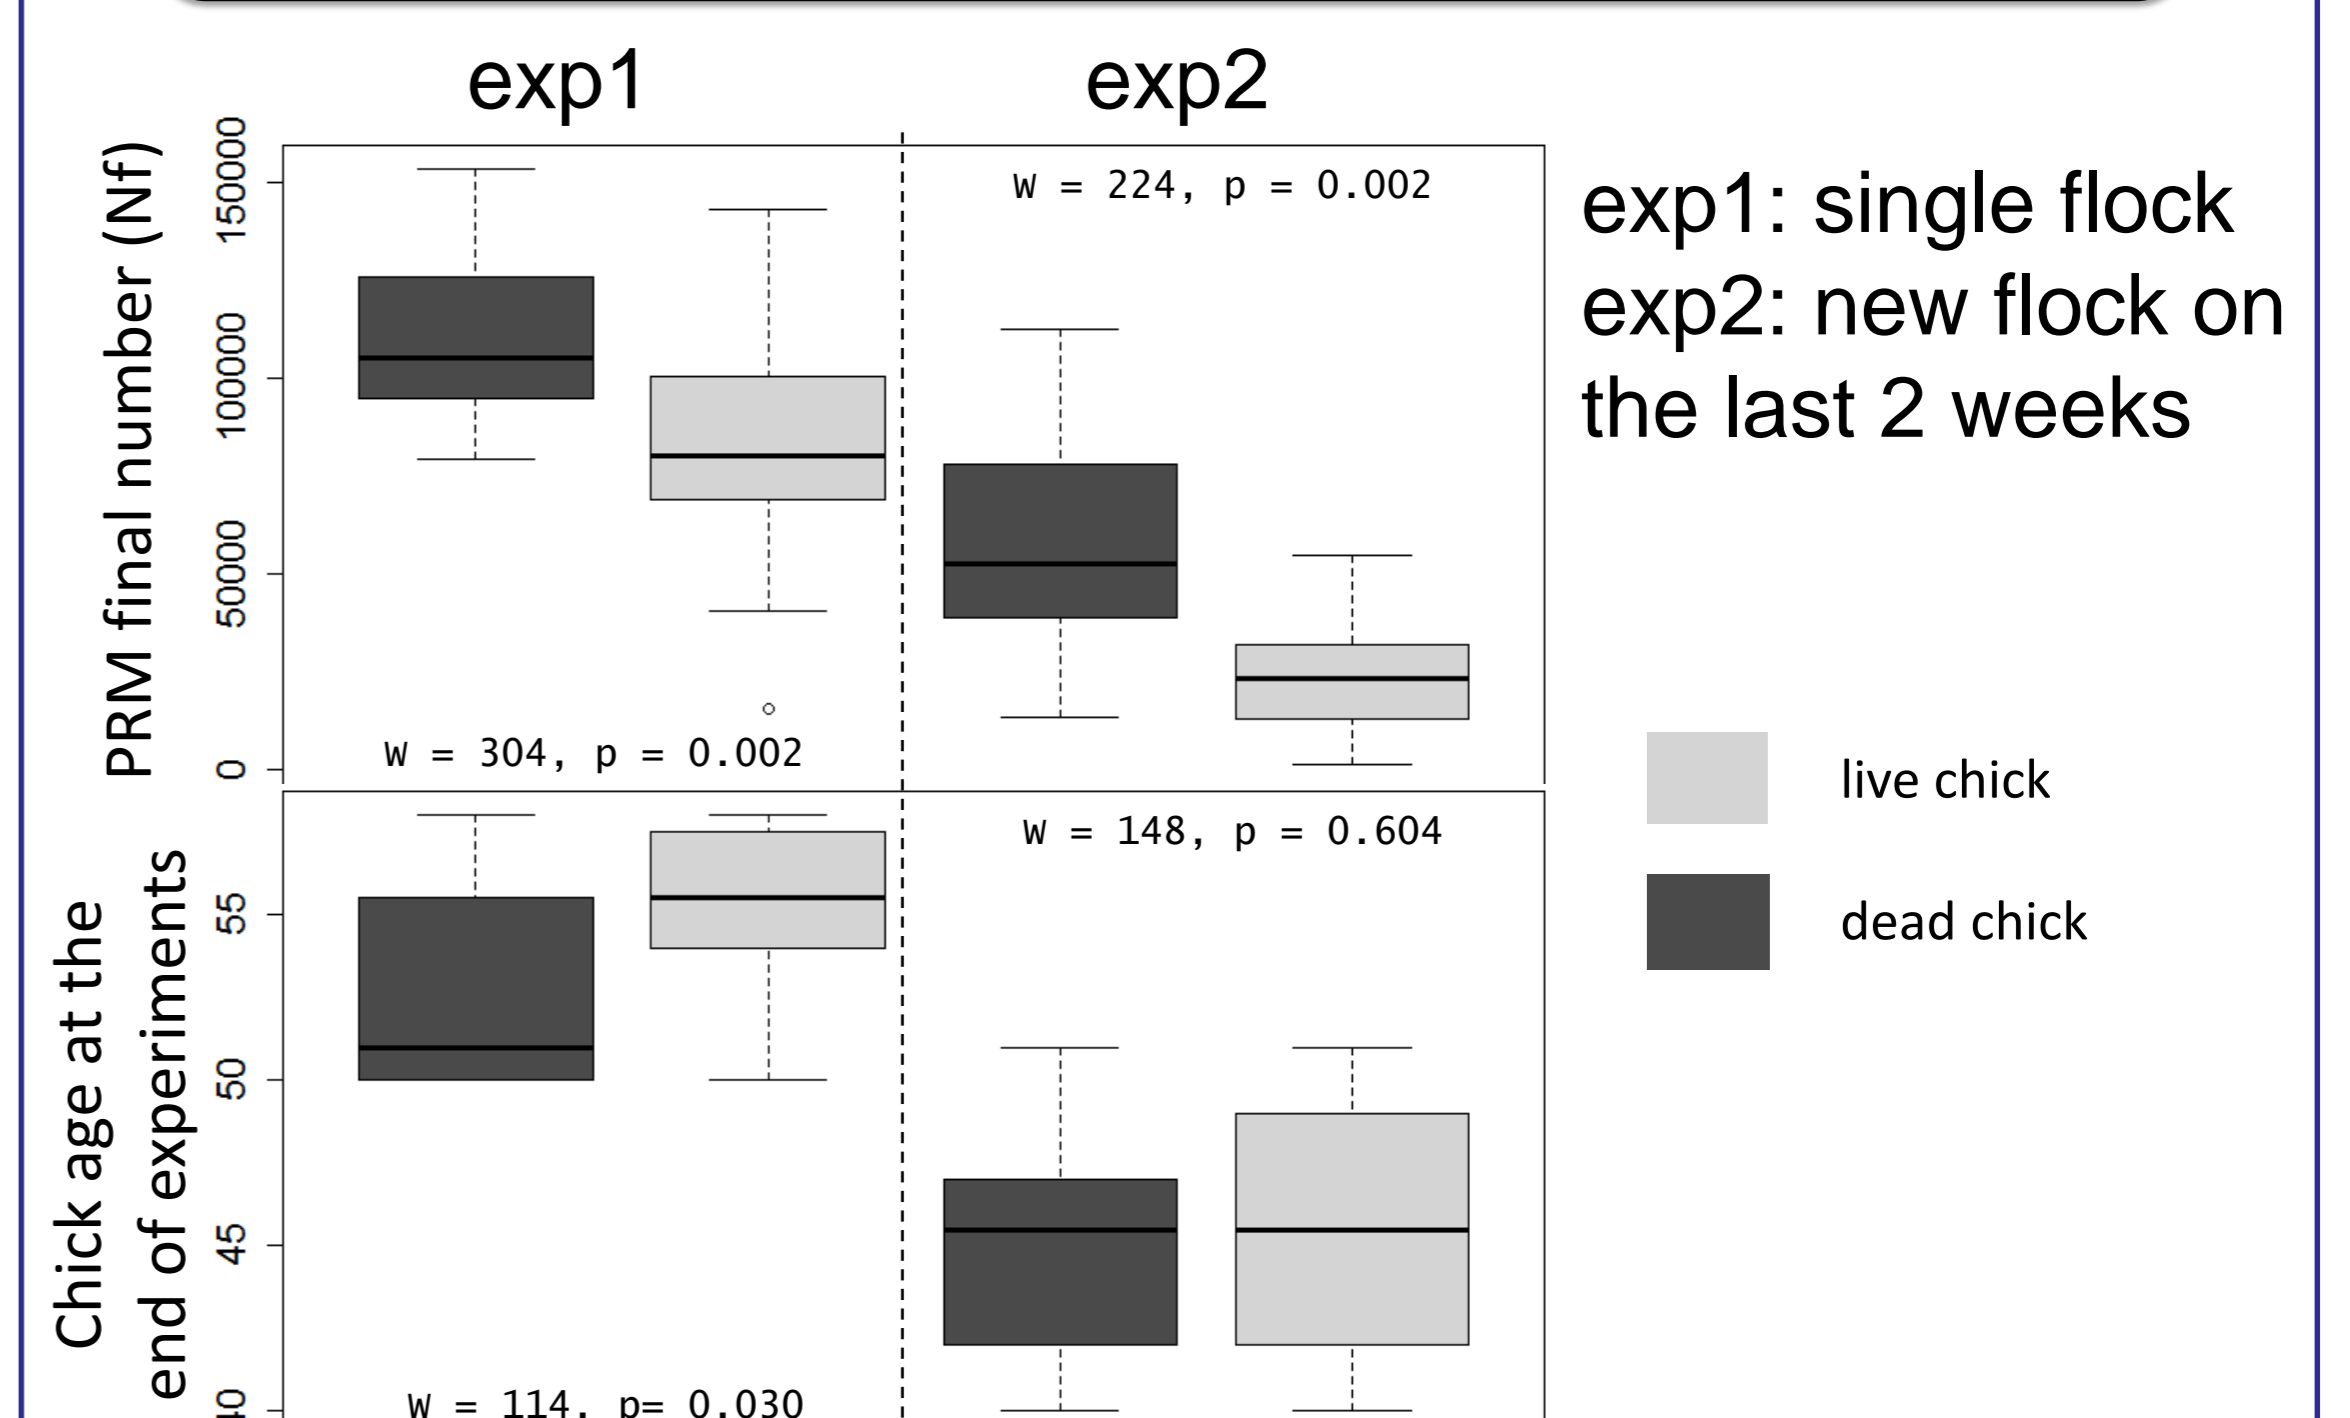 exp1
exp2
PRM final number (Nf)
150000
100000
50000
0
W = 224, p = 0.002
W = 304, p = 0.002
exp1: single flock
exp2: new flock on
the last 2 weeks
live chick
dead chick
Chick age at the
end of experiments
55
50
45
40
W = 148, p = 0.604
W = 114, p= 0.030